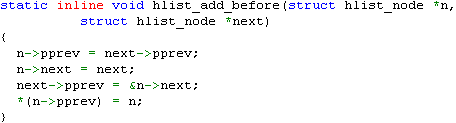 static inline void hlist_add_before(struct hlist_node *n,
          struct hlist_node *next)
{
  n->pprev = next->pprev;
  n->next = next;
  next->pprev = &n->next;
  *(n->pprev) = n;
}